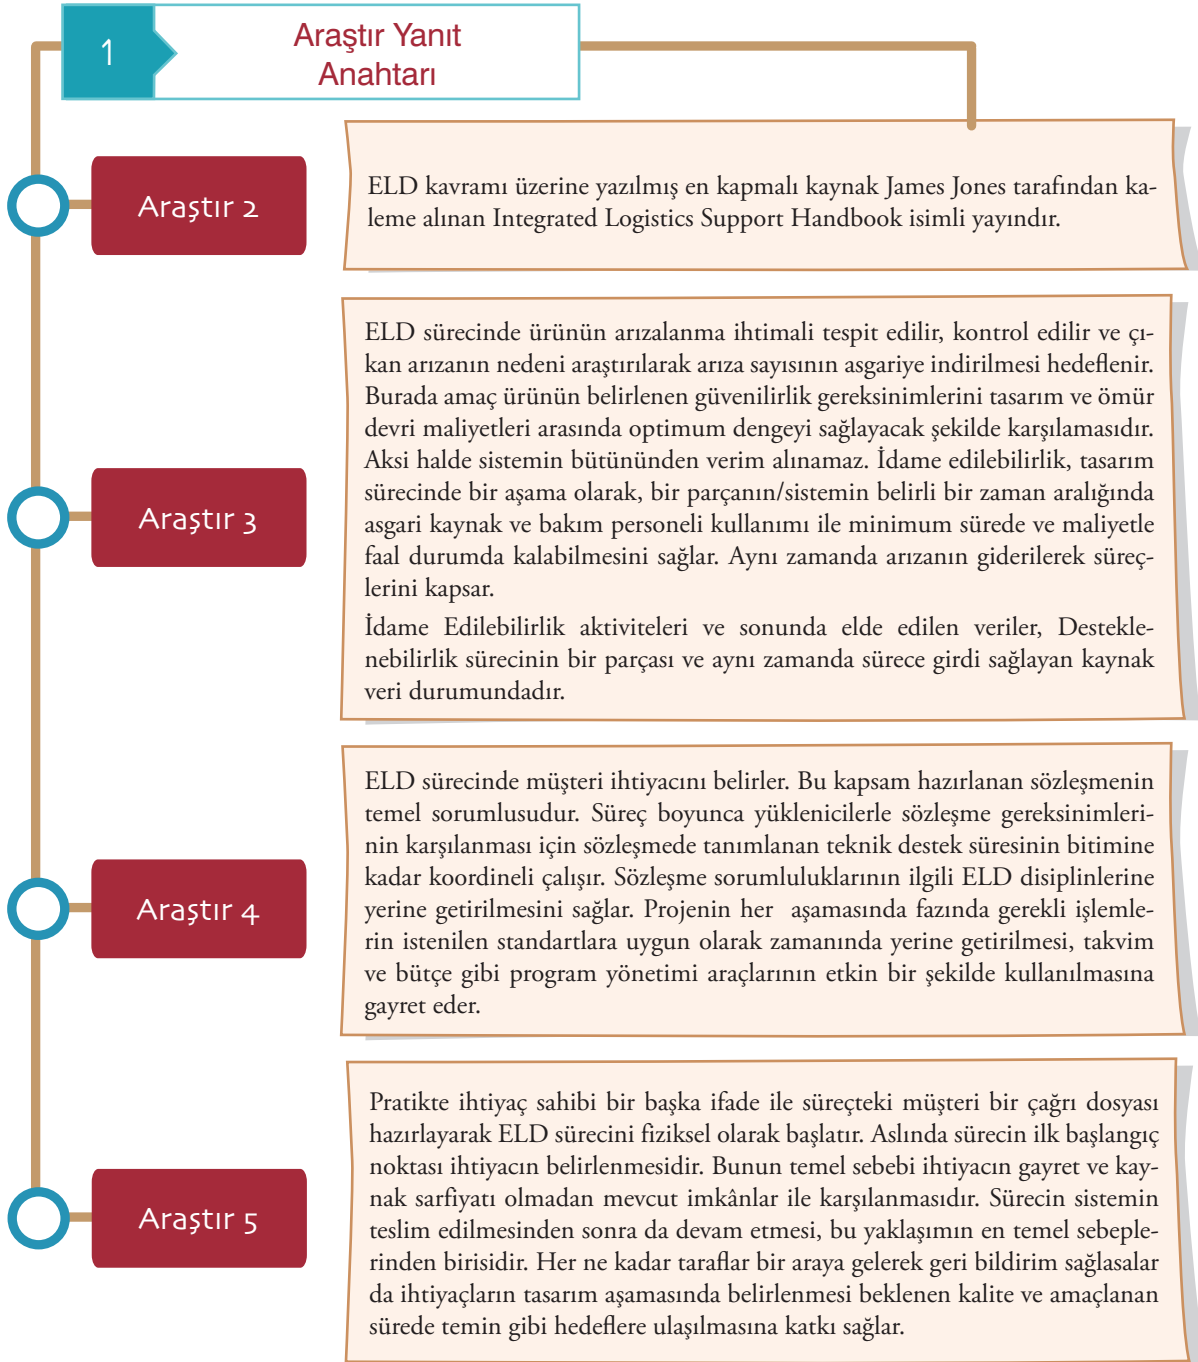 1
Araştır Yanıt
Anahtarı
Araştır 2
ELD kavramı üzerine yazılmış en kapmalı kaynak James Jones tarafından ka-
leme alınan Integrated Logistics Support Handbook isimli yayındır.
Araştır 3
ELD sürecinde ürünün arızalanma ihtimali tespit edilir, kontrol edilir ve çı-
kan arızanın nedeni araştırılarak arıza sayısının asgariye indirilmesi hedeflenir.
Burada amaç ürünün belirlenen güvenilirlik gereksinimlerini tasarım ve ömür
devri maliyetleri arasında optimum dengeyi sağlayacak şekilde karşılamasıdır.
Aksi halde sistemin bütününden verim alınamaz. İdame edilebilirlik, tasarım
sürecinde bir aşama olarak, bir parçanın/sistemin belirli bir zaman aralığında
asgari kaynak ve bakım personeli kullanımı ile minimum sürede ve maliyetle
faal durumda kalabilmesini sağlar. Aynı zamanda arızanın giderilerek süreç-
lerini kapsar.
İdame Edilebilirlik aktiviteleri ve sonunda elde edilen veriler, Destekle-
nebilirlik sürecinin bir parçası ve aynı zamanda sürece girdi sağlayan kaynak
veri durumundadır.
Araştır 4
ELD sürecinde müşteri ihtiyacını belirler. Bu kapsam hazırlanan sözleşmenin
temel sorumlusudur. Süreç boyunca yüklenicilerle sözleşme gereksinimleri-
nin karşılanması için sözleşmede tanımlanan teknik destek süresinin bitimine
kadar koordineli çalışır. Sözleşme sorumluluklarının ilgili ELD disiplinlerine
yerine getirilmesini sağlar. Projenin her aşamasında fazında gerekli işlemle-
rin istenilen standartlara uygun olarak zamanında yerine getirilmesi, takvim
ve bütçe gibi program yönetimi araçlarının etkin bir şekilde kullanılmasına
gayret eder.
Araştır 5
Pratikte ihtiyaç sahibi bir başka ifade ile süreçteki müşteri bir çağrı dosyası
hazırlayarak ELD sürecini fiziksel olarak başlatır. Aslında sürecin ilk başlangıç
noktası ihtiyacın belirlenmesidir. Bunun temel sebebi ihtiyacın gayret ve kay-
nak sarfiyatı olmadan mevcut imkânlar ile karşılanmasıdır. Sürecin sistemin
teslim edilmesinden sonra da devam etmesi, bu yaklaşımın en temel sebeple-
rinden birisidir. Her ne kadar taraflar bir araya gelerek geri bildirim sağlasalar
da ihtiyaçların tasarım aşamasında belirlenmesi beklenen kalite ve amaçlanan
sürede temin gibi hedeflere ulaşılmasına katkı sağlar.